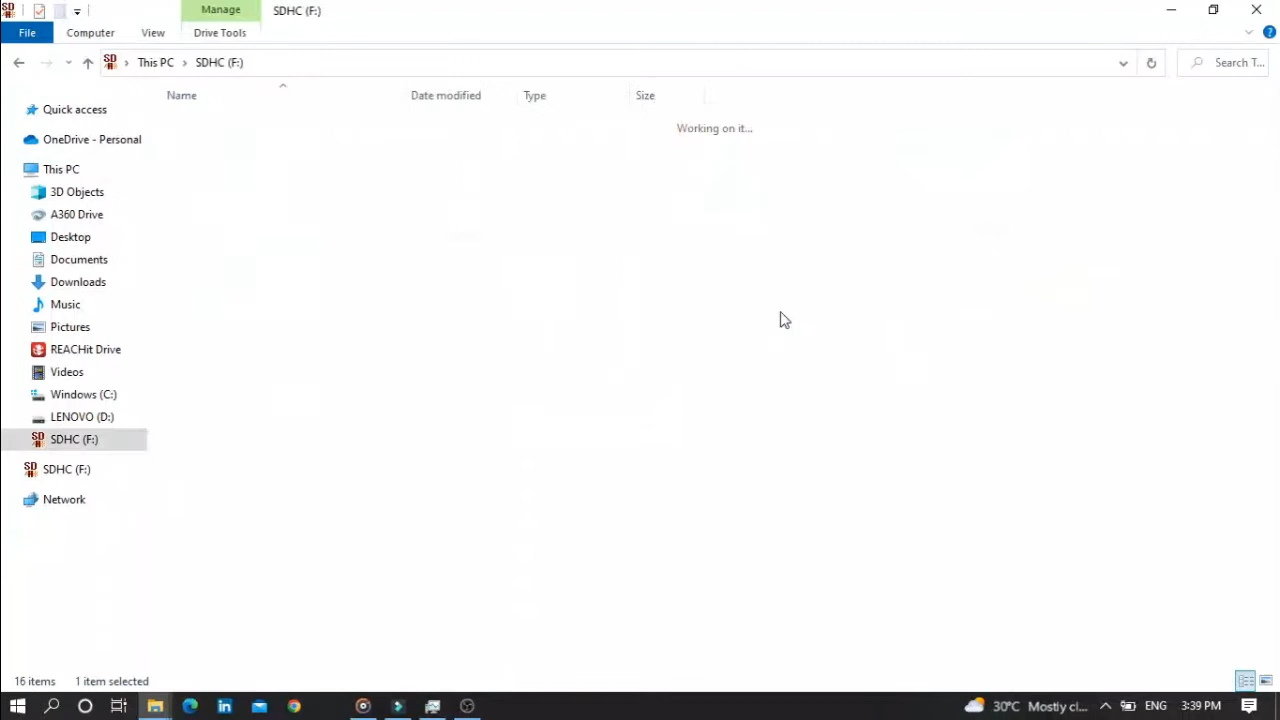 Manage
SDHC (F:)
File
Computer
View
Drive Tools
This PC
SDHC (F:)
Search T...
Name
Date modified
Type
Size
Working on it...
Quick access
OneDrive - Personal
This PC
3D Objects
A360 Drive
Desktop
Documents
Downloads
Music
Pictures
REACHit Drive
Videos
Windows (C:)
LENOVO (D:)
SDHC (F:)
SDHC (F:)
Network
16 items
1 item selected
30°C Mostly cl...
ENG
3:39 PM